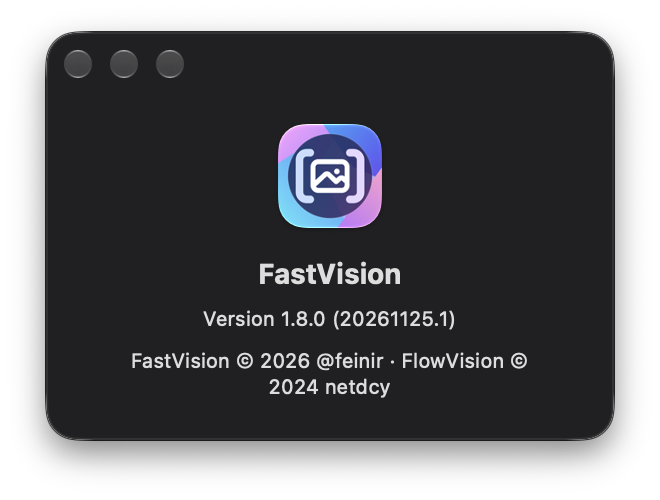 FastVision
Version 1.8.0 (20261125.1)
FastVision © 2026 @feinir · FlowVision ©
2024 netdcy